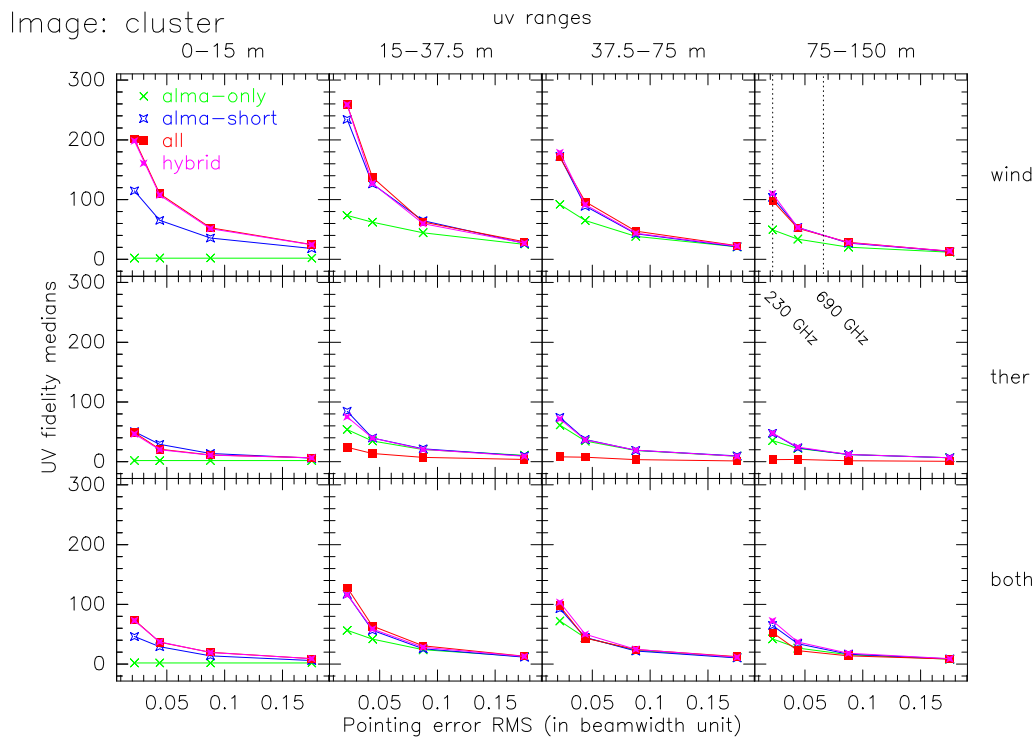 Image: cluster
uv ranges
0−15 m
15−37.5 m
37.5−75 m
75−150 m
300
200
100
0
alma−only
alma−short
all
hybrid
wind
300
200
100
0
230 GHz
690 GHz
ther
UV fidelity medians
300
200
100
0
both
0.05 0.1 0.15
0.05 0.1 0.15
0.05 0.1 0.15
0.05 0.1 0.15
Pointing error RMS (in beamwidth unit)